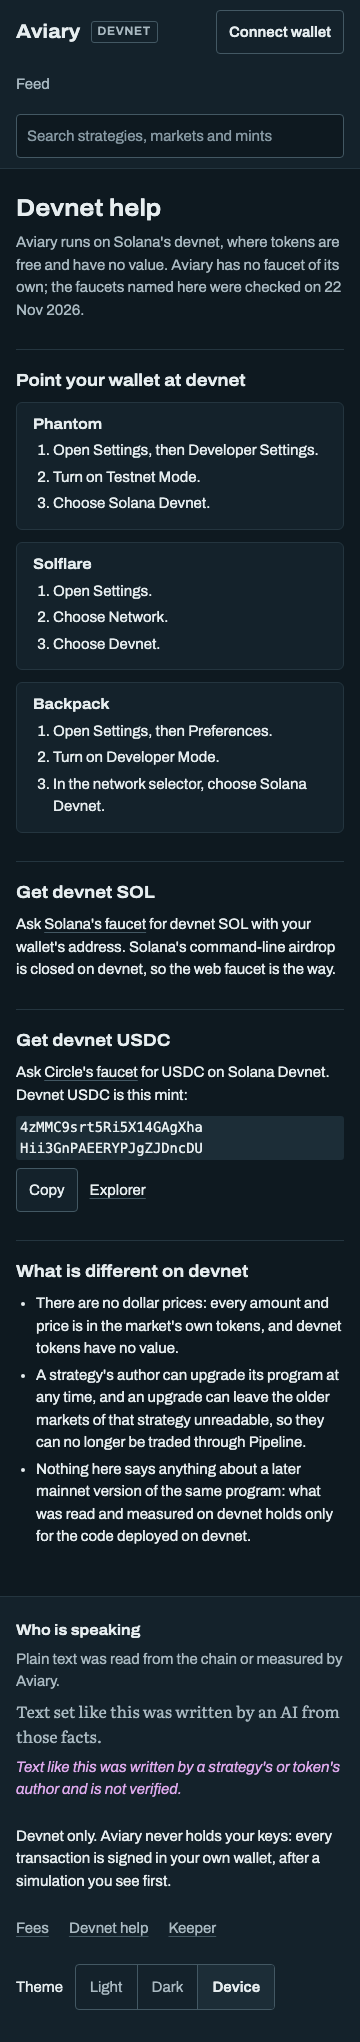 Aviary DEVNET Connect wallet
Feed
Search strategies, markets and mints
Devnet help
Aviary runs on Solana's devnet, where tokens are
free and have no value. Aviary has no faucet of its
own; the faucets named here were checked on 22
Nov 2026.
Point your wallet at devnet
Phantom
1. Open Settings, then Developer Settings.
2. Turn on Testnet Mode.
3. Choose Solana Devnet.
Solflare
1. Open Settings.
2. Choose Network.
3. Choose Devnet.
Backpack
1. Open Settings, then Preferences.
2. Turn on Developer Mode.
3. In the network selector, choose Solana
Devnet.
Get devnet SOL
Ask Solana's faucet for devnet SOL with your
wallet's address. Solana's command-line airdrop
is closed on devnet, so the web faucet is the way.
Get devnet USDC
Ask Circle's faucet for USDC on Solana Devnet.
Devnet USDC is this mint:
4zMMC9srt5Ri5X14GAgXha
Hii3GnPAEERYPJgZJDncDU
Copy Explorer
What is different on devnet
• There are no dollar prices: every amount and
price is in the market's own tokens, and devnet
tokens have no value.
• A strategy's author can upgrade its program at
any time, and an upgrade can leave the older
markets of that strategy unreadable, so they
can no longer be traded through Pipeline.
• Nothing here says anything about a later
mainnet version of the same program: what
was read and measured on devnet holds only
for the code deployed on devnet.
Who is speaking
Plain text was read from the chain or measured by
Aviary.
Text set like this was written by an AI from
those facts.
Text like this was written by a strategy's or token's
author and is not verified.
Devnet only. Aviary never holds your keys: every
transaction is signed in your own wallet, after a
simulation you see first.
Fees Devnet help Keeper
Theme Light Dark Device